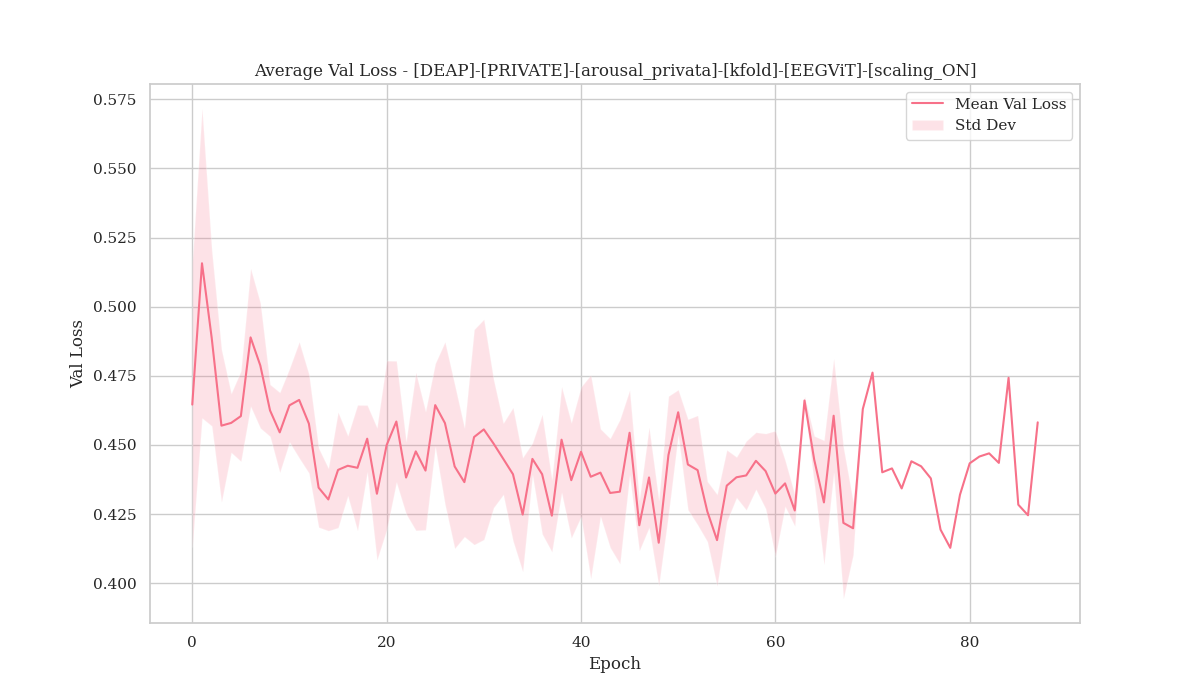 Average Val Loss - [DEAP]-[PRIVATE]-[arousal_privata]-[kfold]-[EEGViT]-[scaling_ON]
Mean Val Loss
Std Dev
Val Loss
0.575
0.550
0.525
0.500
0.475
0.450
0.425
0.400
0
20
40
60
80
Epoch